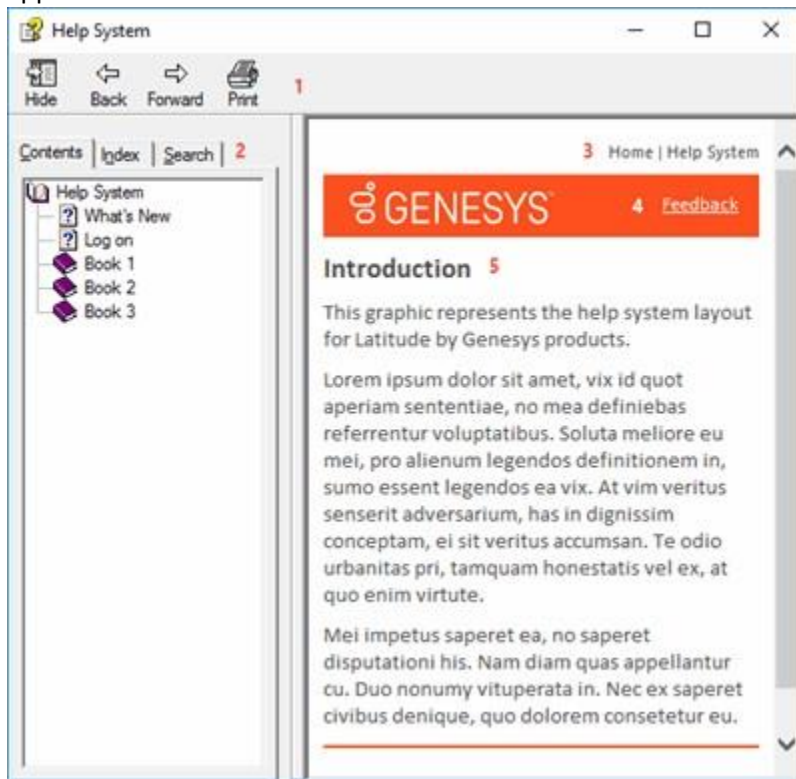 Help System
Hide Back Forward Print 1
Contents Index Search 2
Help System
What's New
Log on
Book 1
Book 2
Book 3
3 Home | Help System
GENESYS 4 Feedback
Introduction 5
This graphic represents the help system layout
for Latitude by Genesys products.
Lorem ipsum dolor sit amet, vix id quot
aperiam sententiae, no mea definiebas
referrentur voluptatibus. Soluta meliore eu
mei, pro alienum legendos definitionem in,
sumo essent legendos ea vix. At vim veritus
senserit adversarium, has in dignissim
conceptam, ei sit veritus accumsan. Te odio
urbanitas pri, tamquam honestatis vel ex, at
quo enim virtute.
Mei impetus saperet ea, no saperet
disputationi his. Nam diam quas appellantur
cu. Duo nonumy vituperata in. Nec ex saperet
civibus denique, quo dolorem consetetur eu.